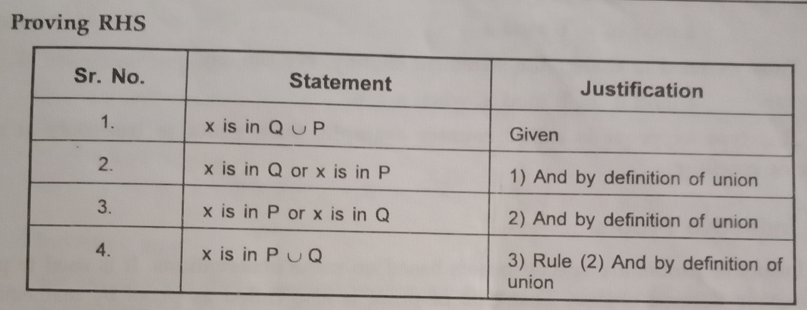 Proving RHS
Sr. No. Statement Justification
1. x is in Q ∪ P Given
2. x is in Q or x is in P 1) And by definition of union
3. x is in P or x is in Q 2) And by definition of union
4. x is in P ∪ Q 3) Rule (2) And by definition of
union